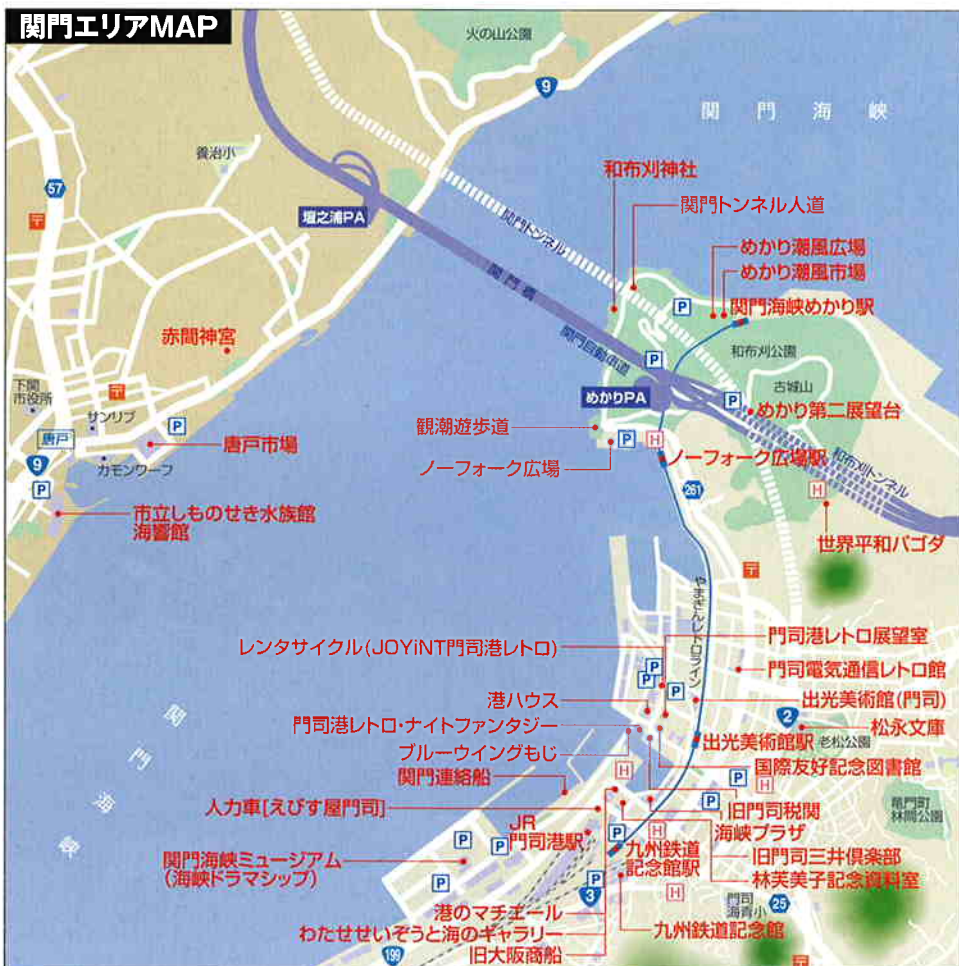 関門エリアMAP
火の山公園
9
関門海峡
養治小
57
〒
壇之浦PA
関門トンネル
和布刈神社
関門トンネル人道
めかり潮風広場
めかり潮風市場
P
関門海峡めかり駅
関門橋
関門自動車道
和布刈公園
P
古城山
めかりPA
P
めかり第二展望台
赤間神宮
下関
市役所
〒
サンリブ
唐戸
P
唐戸市場
カモンワーフ
9
P
市立しものせき水族館
海響館
観潮遊歩道
ノーフォーク広場
P
H
ノーフォーク広場駅
和布刈トンネル
261
H
世界平和パゴダ
〒
やまぎんレトロライン
レンタサイクル(JOYiNT門司港レトロ)
門司港レトロ展望室
P
P
P
門司電気通信レトロ館
港ハウス
出光美術館(門司)
門司港レトロ・ナイトファンタジー
2
松永文庫
ブルーウイングもじ
出光美術館駅
老松公園
関門海峡
関門連絡船
H
国際友好記念図書館
P
H
人力車[えびす屋門司]
旧門司税関
P
竜門町
林間公園
JR
門司港駅
海峡プラザ
P
P
P
H
九州鉄道
記念館駅
旧門司三井倶楽部
関門海峡ミュージアム
(海峡ドラマシップ)
林芙美子記念資料室
P
P
3
H
門司
海青小
25
港のマチエール
わたせせいぞうと海のギャラリー
九州鉄道記念館
旧大阪商船
199
〒